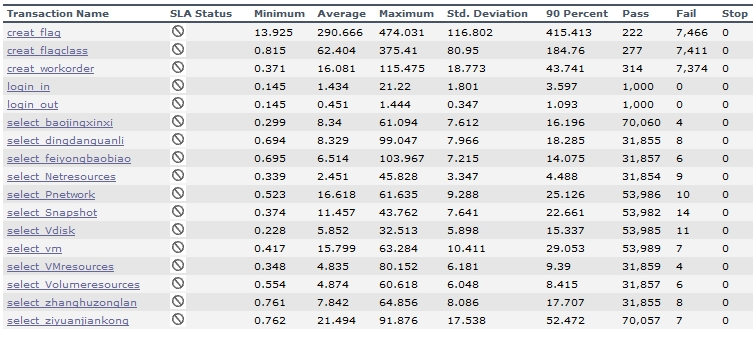 Transaction Name SLA Status Minimum Average Maximum Std. Deviation 90 Percent Pass Fail Stop
creat_flag 13.925 290.666 474.031 116.802 415.413 222 7,466 0
creat_flagclass 0.815 62.404 375.41 80.95 184.76 277 7,411 0
creat_workorder 0.371 16.081 115.475 18.773 43.741 314 7,374 0
login_in 0.145 1.434 21.22 1.801 3.597 1,000 0 0
login_out 0.145 0.451 1.444 0.347 1.093 1,000 0 0
select_baojingxinxi 0.299 8.34 61.094 7.612 16.196 70,060 4 0
select_dingdanguanli 0.694 8.329 99.047 7.966 18.285 31,855 8 0
select_feiyongbaobiao 0.695 6.514 103.967 7.215 14.075 31,857 6 0
select_Netresources 0.339 2.451 45.828 3.347 4.488 31,854 9 0
select_Pnetwork 0.523 16.618 61.635 9.288 25.126 53,986 10 0
select_Snapshot 0.374 11.457 43.762 7.641 22.661 53,982 14 0
select_Vdisk 0.228 5.852 32.513 5.898 15.337 53,985 11 0
select_vm 0.417 15.799 63.284 10.411 29.053 53,989 7 0
select_VMresources 0.348 4.835 80.152 6.181 9.39 31,859 4 0
select_Volumeresources 0.554 4.874 60.618 6.048 8.415 31,857 6 0
select_zhanghuzonglan 0.761 7.842 64.856 8.086 17.707 31,855 8 0
select_ziyuanjiankong 0.762 21.494 91.876 17.538 52.472 70,057 7 0